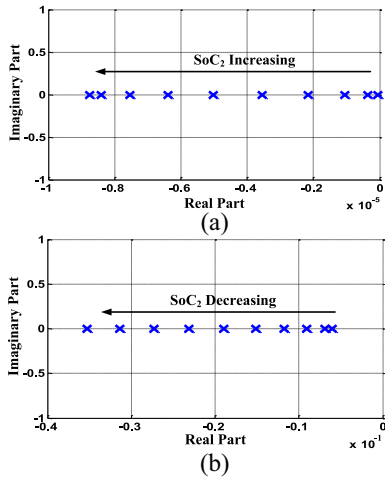 1
0.5
0
-0.5
-1
Imaginary Part
SoC₂ Increasing
-1 -0.8 -0.6 -0.4 -0.2 0
Real Part
x 10⁻⁵
(a)
1
0.5
0
-0.5
-1
Imaginary Part
SoC₂ Decreasing
-0.4 -0.3 -0.2 -0.1 0
Real Part
x 10⁻¹
(b)